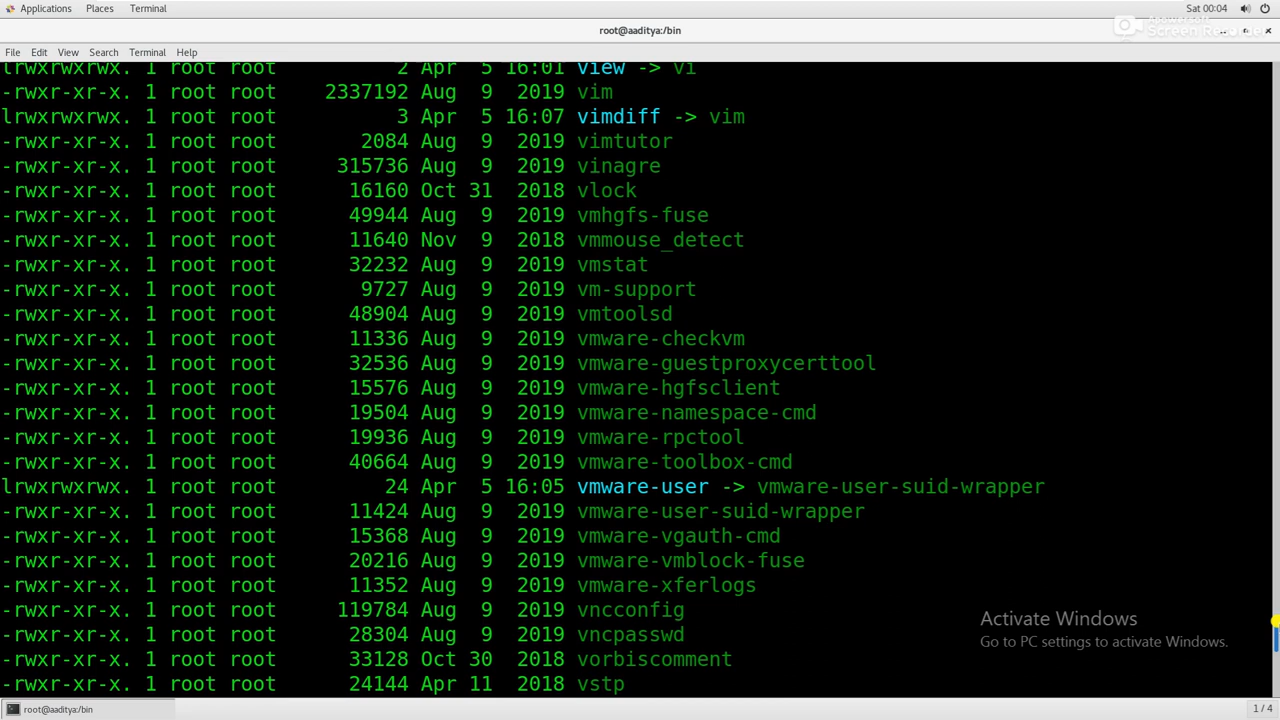 Applications Places Terminal Sat 00:04
root@aaditya:/bin
Apowersoft
Screen Recorder
File Edit View Search Terminal Help
lrwxrwxrwx. 1 root root 2 Apr 5 16:01 view -> vi
-rwxr-xr-x. 1 root root 2337192 Aug 9 2019 vim
lrwxrwxrwx. 1 root root 3 Apr 5 16:07 vimdiff -> vim
-rwxr-xr-x. 1 root root 2084 Aug 9 2019 vimtutor
-rwxr-xr-x. 1 root root 315736 Aug 9 2019 vinagre
-rwxr-xr-x. 1 root root 16160 Oct 31 2018 vlock
-rwxr-xr-x. 1 root root 49944 Aug 9 2019 vmhgfs-fuse
-rwxr-xr-x. 1 root root 11640 Nov 9 2018 vmmouse_detect
-rwxr-xr-x. 1 root root 32232 Aug 9 2019 vmstat
-rwxr-xr-x. 1 root root 9727 Aug 9 2019 vm-support
-rwxr-xr-x. 1 root root 48904 Aug 9 2019 vmtoolsd
-rwxr-xr-x. 1 root root 11336 Aug 9 2019 vmware-checkvm
-rwxr-xr-x. 1 root root 32536 Aug 9 2019 vmware-guestproxycerttool
-rwxr-xr-x. 1 root root 15576 Aug 9 2019 vmware-hgfsclient
-rwxr-xr-x. 1 root root 19504 Aug 9 2019 vmware-namespace-cmd
-rwxr-xr-x. 1 root root 19936 Aug 9 2019 vmware-rpctool
-rwxr-xr-x. 1 root root 40664 Aug 9 2019 vmware-toolbox-cmd
lrwxrwxrwx. 1 root root 24 Apr 5 16:05 vmware-user -> vmware-user-suid-wrapper
-rwxr-xr-x. 1 root root 11424 Aug 9 2019 vmware-user-suid-wrapper
-rwxr-xr-x. 1 root root 15368 Aug 9 2019 vmware-vgauth-cmd
-rwxr-xr-x. 1 root root 20216 Aug 9 2019 vmware-vmblock-fuse
-rwxr-xr-x. 1 root root 11352 Aug 9 2019 vmware-xferlogs
-rwxr-xr-x. 1 root root 119784 Aug 9 2019 vncconfig
-rwxr-xr-x. 1 root root 28304 Aug 9 2019 vncpasswd
-rwxr-xr-x. 1 root root 33128 Oct 30 2018 vorbiscomment
-rwxr-xr-x. 1 root root 24144 Apr 11 2018 vstp
Activate Windows
Go to PC settings to activate Windows.
root@aaditya:/bin 1 / 4